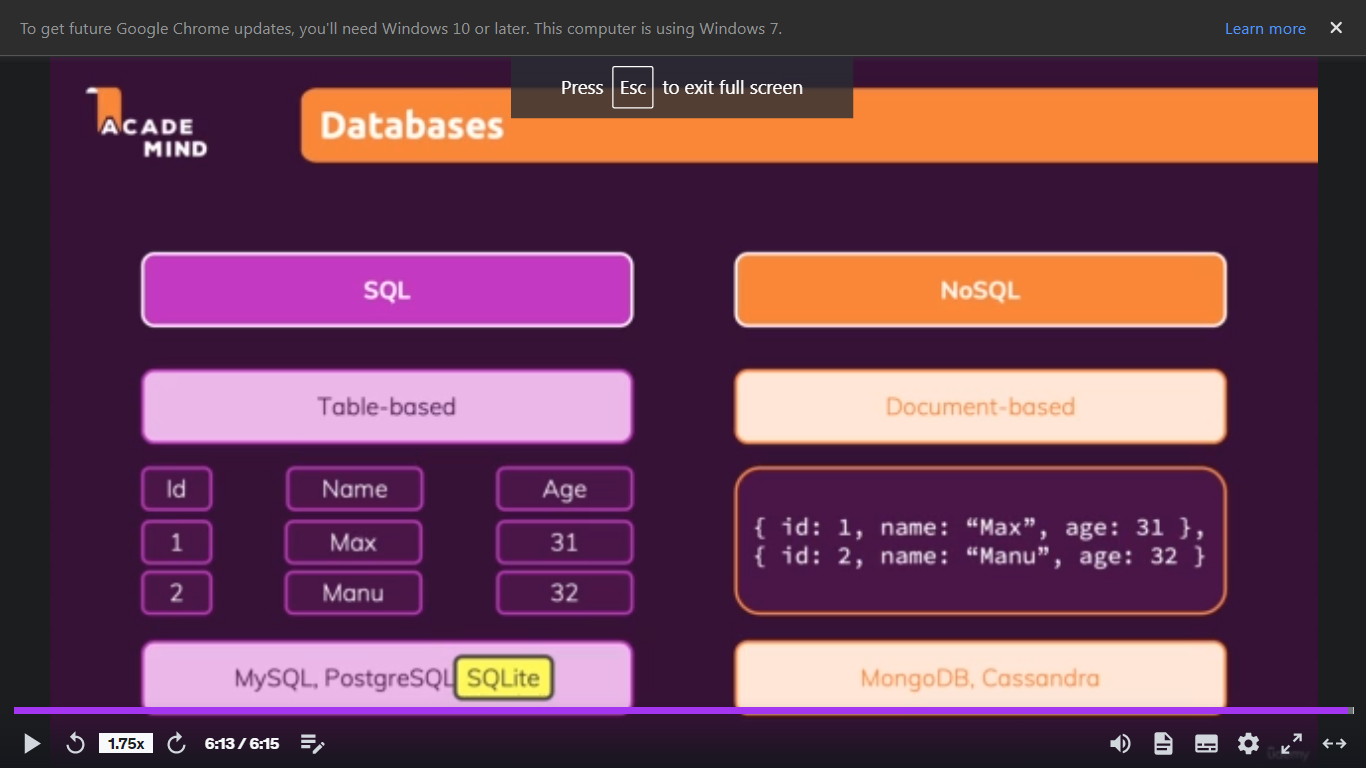 To get future Google Chrome updates, you'll need Windows 10 or later. This computer is using Windows 7.
Learn more
Press Esc to exit full screen
ACADE
MIND
Databases
SQL
NoSQL
Table-based
Document-based
Id Name Age
1 Max 31
2 Manu 32
{ id: 1, name: “Max”, age: 31 },
{ id: 2, name: “Manu”, age: 32 }
MySQL, PostgreSQL SQLite
MongoDB, Cassandra
1.75x
6:13 / 6:15
Udemy